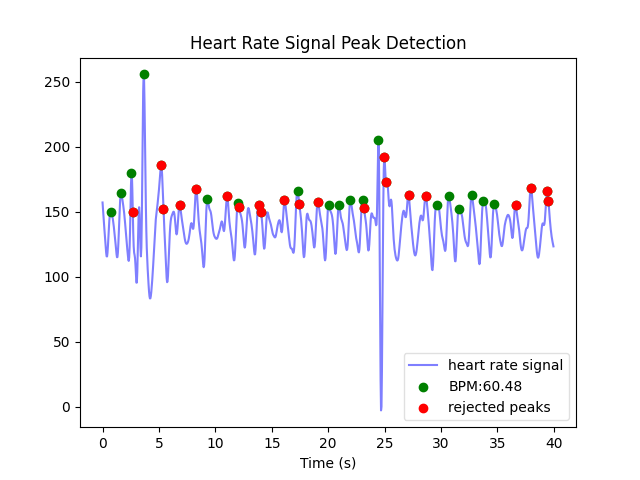 Heart Rate Signal Peak Detection
250
200
150
100
50
0
0 5 10 15 20 25 30 35 40
Time (s)
heart rate signal
BPM:60.48
rejected peaks